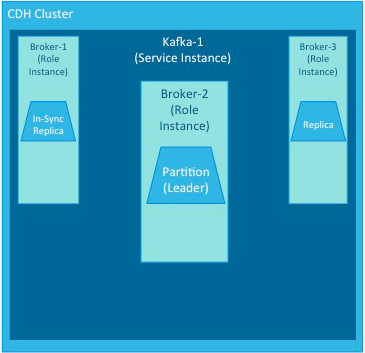 CDH Cluster
Broker-1
(Role
Instance)
In-Sync
Replica
Kafka-1
(Service Instance)
Broker-2
(Role
Instance)
Partition
(Leader)
Broker-3
(Role
Instance)
Replica